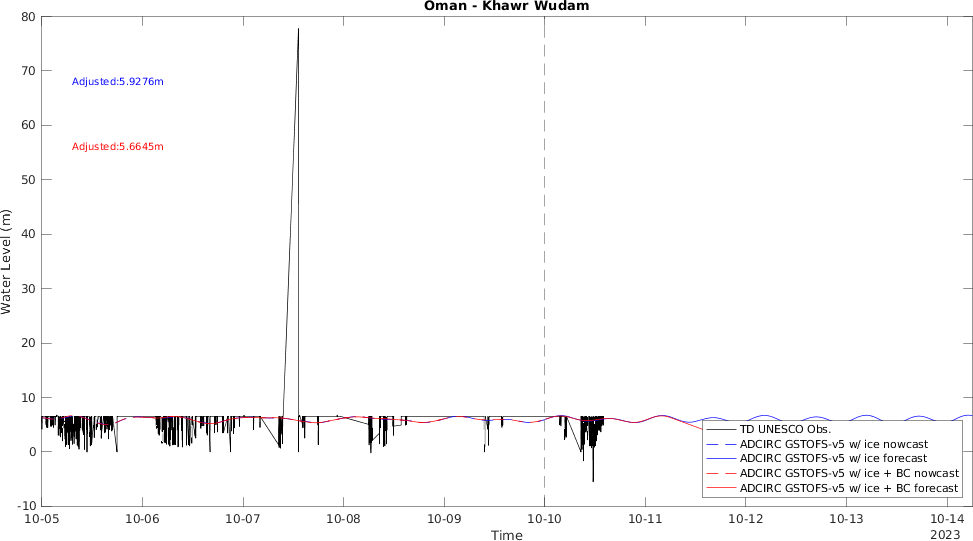 Oman - Khawr Wudam
Adjusted:5.9276m
Adjusted:5.6645m
Water Level (m)
80
70
60
50
40
30
20
10
0
-10
10-05 10-06 10-07 10-08 10-09 10-10 10-11 10-12 10-13 10-14
Time
2023
TD UNESCO Obs.
ADCIRC GSTOFS-v5 w/ ice nowcast
ADCIRC GSTOFS-v5 w/ ice forecast
ADCIRC GSTOFS-v5 w/ ice + BC nowcast
ADCIRC GSTOFS-v5 w/ ice + BC forecast